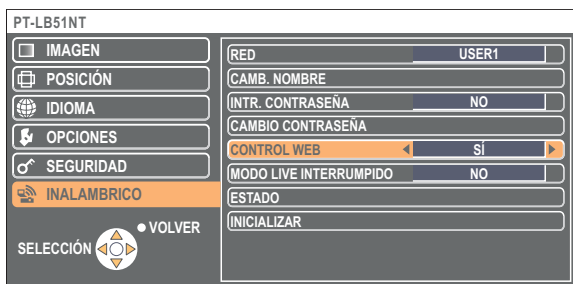 PT-LB51NT
IMAGEN
POSICIÓN
IDIOMA
OPCIONES
SEGURIDAD
INALAMBRICO
VOLVER
SELECCIÓN
RED USER1
CAMB. NOMBRE
INTR. CONTRASEÑA NO
CAMBIO CONTRASEÑA
CONTROL WEB SÍ
MODO LIVE INTERRUMPIDO NO
ESTADO
INICIALIZAR